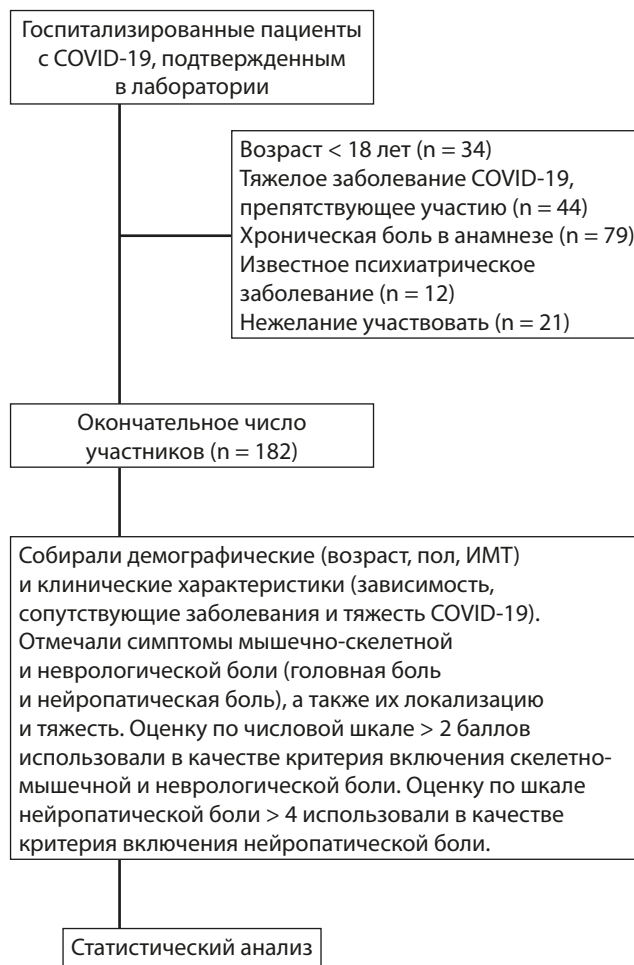 Госпитализированные пациенты
с COVID-19, подтвержденным
в лаборатории
Возраст < 18 лет (n = 34)
Тяжелое заболевание COVID-19,
препятствующее участию (n = 44)
Хроническая боль в анамнезе (n = 79)
Известное психиатрическое
заболевание (n = 12)
Нежелание участвовать (n = 21)
Окончательное число
участников (n = 182)
Собирали демографические (возраст, пол, ИМТ)
и клинические характеристики (зависимость,
сопутствующие заболевания и тяжесть COVID-19).
Отмечали симптомы мышечно-скелетной
и неврологической боли (головная боль
и нейропатическая боль), а также их локализацию
и тяжесть. Оценку по числовой шкале > 2 баллов
использовали в качестве критерия включения скелетно-
мышечной и неврологической боли. Оценку по шкале
нейропатической боли > 4 использовали в качестве
критерия включения нейропатической боли.
Статистический анализ